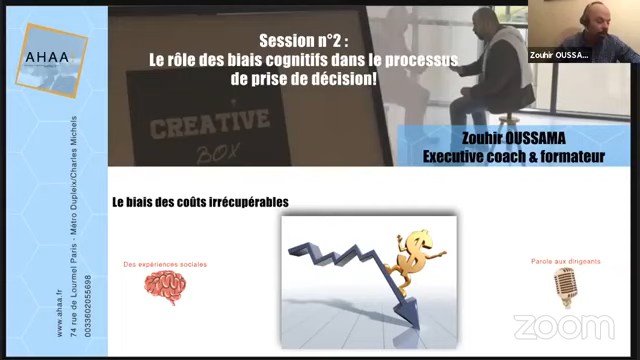 AHAA
Session n°2 :
Le rôle des biais cognitifs dans le processus
de prise de décision!
CREATIVE
BOX
Zouhir OUSSAMA
Executive coach & formateur
Zouhir OUSSA...
Le biais des coûts irrécupérables
Des expériences sociales
Parole aux dirigeants
www.ahaa.fr
74 rue de Lourmel Paris - Métro Dupleix/Charles Michels
0033602055698
zoom